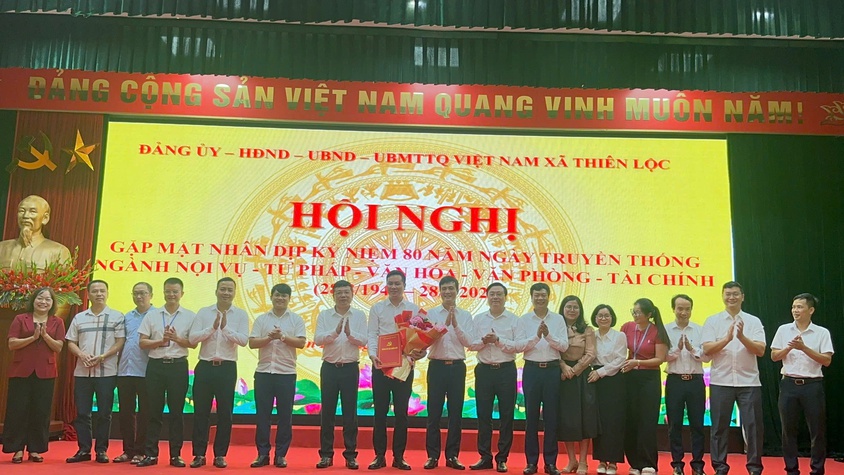 ĐẢNG CỘNG SẢN VIỆT NAM QUANG VINH MUÔN NĂM!
ĐẢNG ỦY – HĐND – UBND – UBMTTQ VIỆT NAM XÃ THIÊN LỘC
HỘI NGHỊ
GẶP MẶT NHÂN DỊP KỶ NIỆM 80 NĂM NGÀY TRUYỀN THỐNG
NGÀNH NỘI VỤ - TƯ PHÁP - VĂN HÓA - VĂN PHÒNG - TÀI CHÍNH